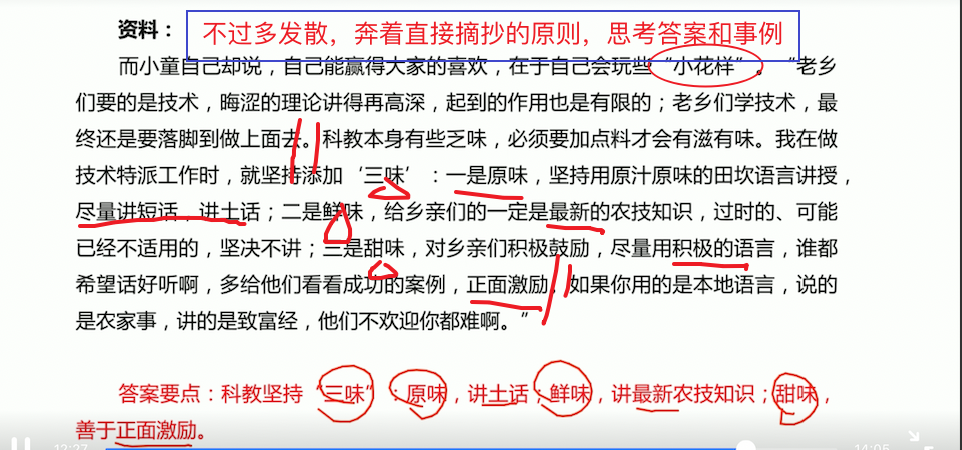 资料：
不过多发散，奔着直接摘抄的原则，思考答案和事例
而小童自己却说，自己能赢得大家的喜欢，在于自己会玩些“小花样”。“老乡
们要的是技术，晦涩的理论讲得再高深，起到的作用也是有限的；老乡们学技术，最
终还是要落脚到做上面去。科教本身有些乏味，必须要加点料才会有滋有味。我在做
技术特派工作时，就坚持添加‘三味’：一是原味，坚持用原汁原味的田坎语言讲授，
尽量讲短话，讲土话；二是鲜味，给乡亲们的一定是最新的农技知识，过时的、可能
已经不适用的，坚决不讲；三是甜味，对乡亲们积极鼓励，尽量用积极的语言，谁都
希望话好听啊，多给他们看看成功的案例，正面激励。如果你用的是本地语言，说的
是农家事，讲的是致富经，他们不欢迎你都难啊。”
答案要点：科教坚持“三味”：原味，讲土话；鲜味，讲最新农技知识；甜味，
善于正面激励。